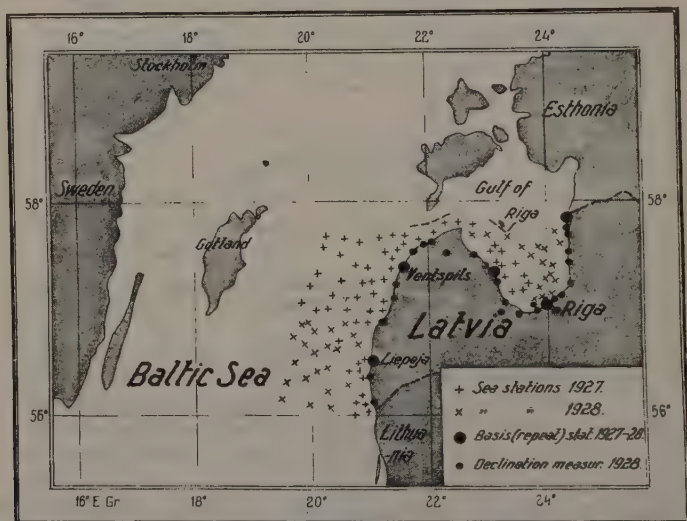 16° 18° 20° 22° 24°
Stockholm
Esthonia
Sweden
58° 58°
Gulf of
Riga
Gotland
Ventspils
Latvia
Riga
Baltic Sea
Liepeja
56° 56°
Lithua
-nia
+ Sea stations 1927.
× " " 1928.
● Basis (repeat) stat. 1927-28.
• Declination measur. 1928.
16° E Gr 18° 20° 22° 24°